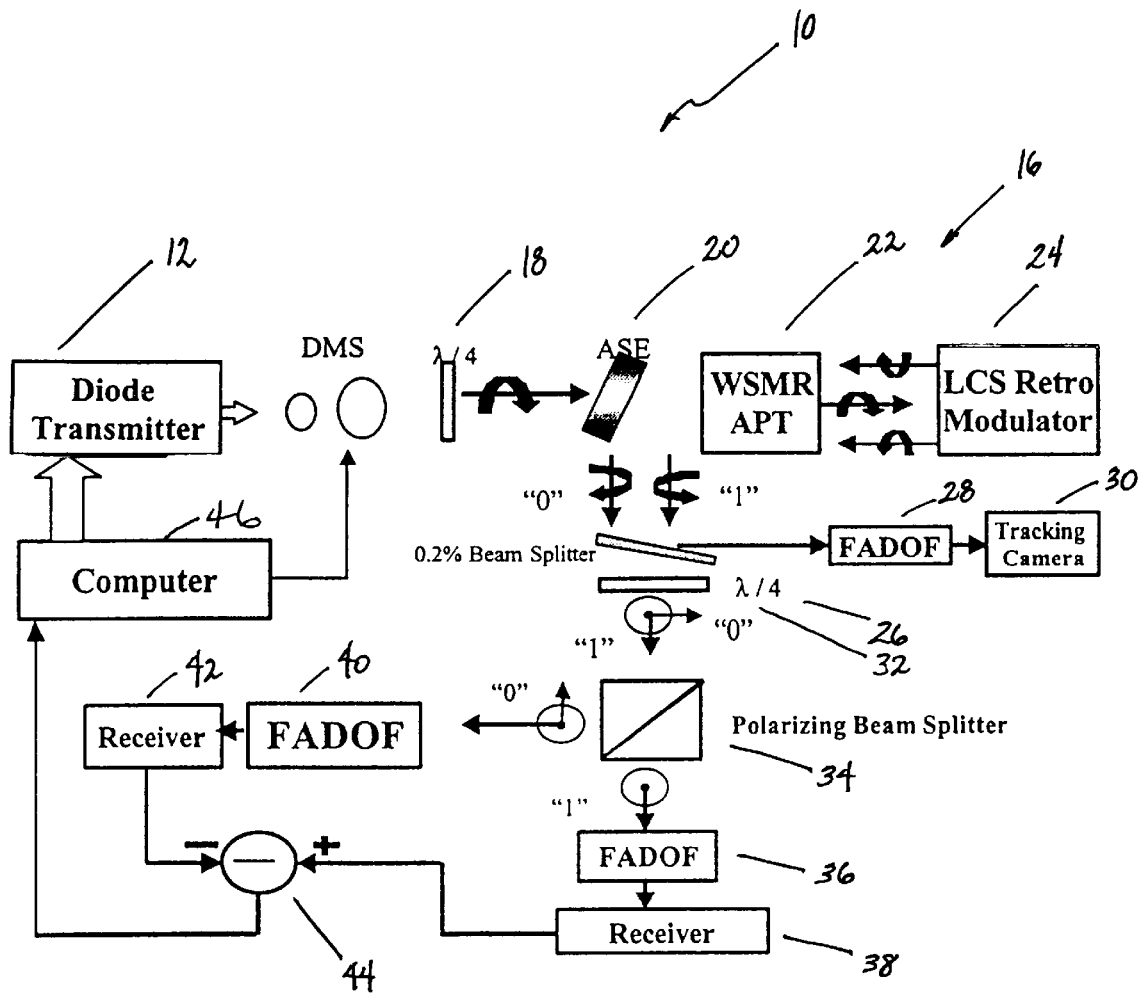 10
16
12
18
20
22
24
DMS
λ / 4
ASE
Diode
Transmitter
WSMR
APT
LCS Retro
Modulator
“0”
“1”
28
30
46
0.2% Beam Splitter
FADOF
Tracking
Camera
Computer
λ / 4
26
“1”
“0”
32
42
40
“0”
Receiver
FADOF
Polarizing Beam Splitter
34
“1”
− +
—
FADOF
36
Receiver
38
44